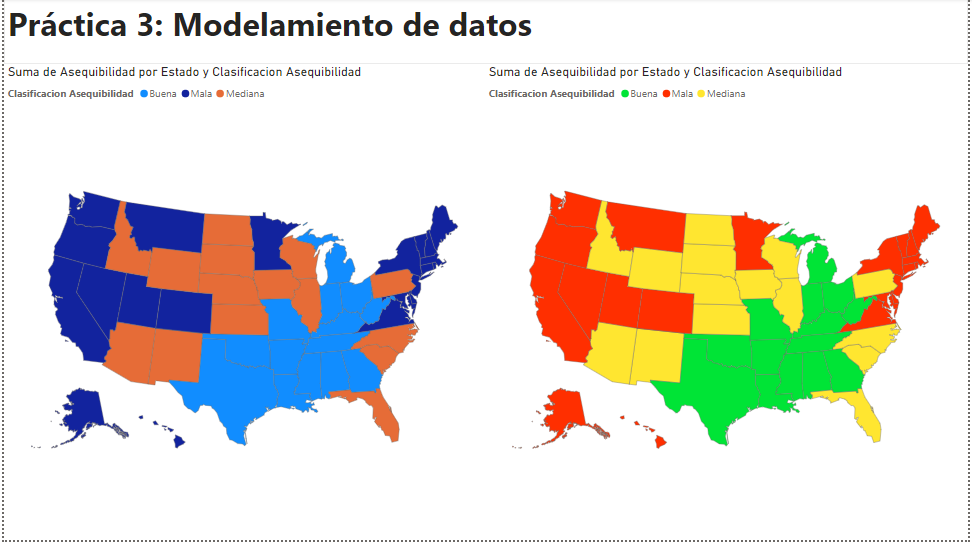 Práctica 3: Modelamiento de datos
Suma de Asequibilidad por Estado y Clasificacion Asequibilidad
Clasificacion Asequibilidad Buena Mala Mediana
Suma de Asequibilidad por Estado y Clasificacion Asequibilidad
Clasificacion Asequibilidad Buena Mala Mediana